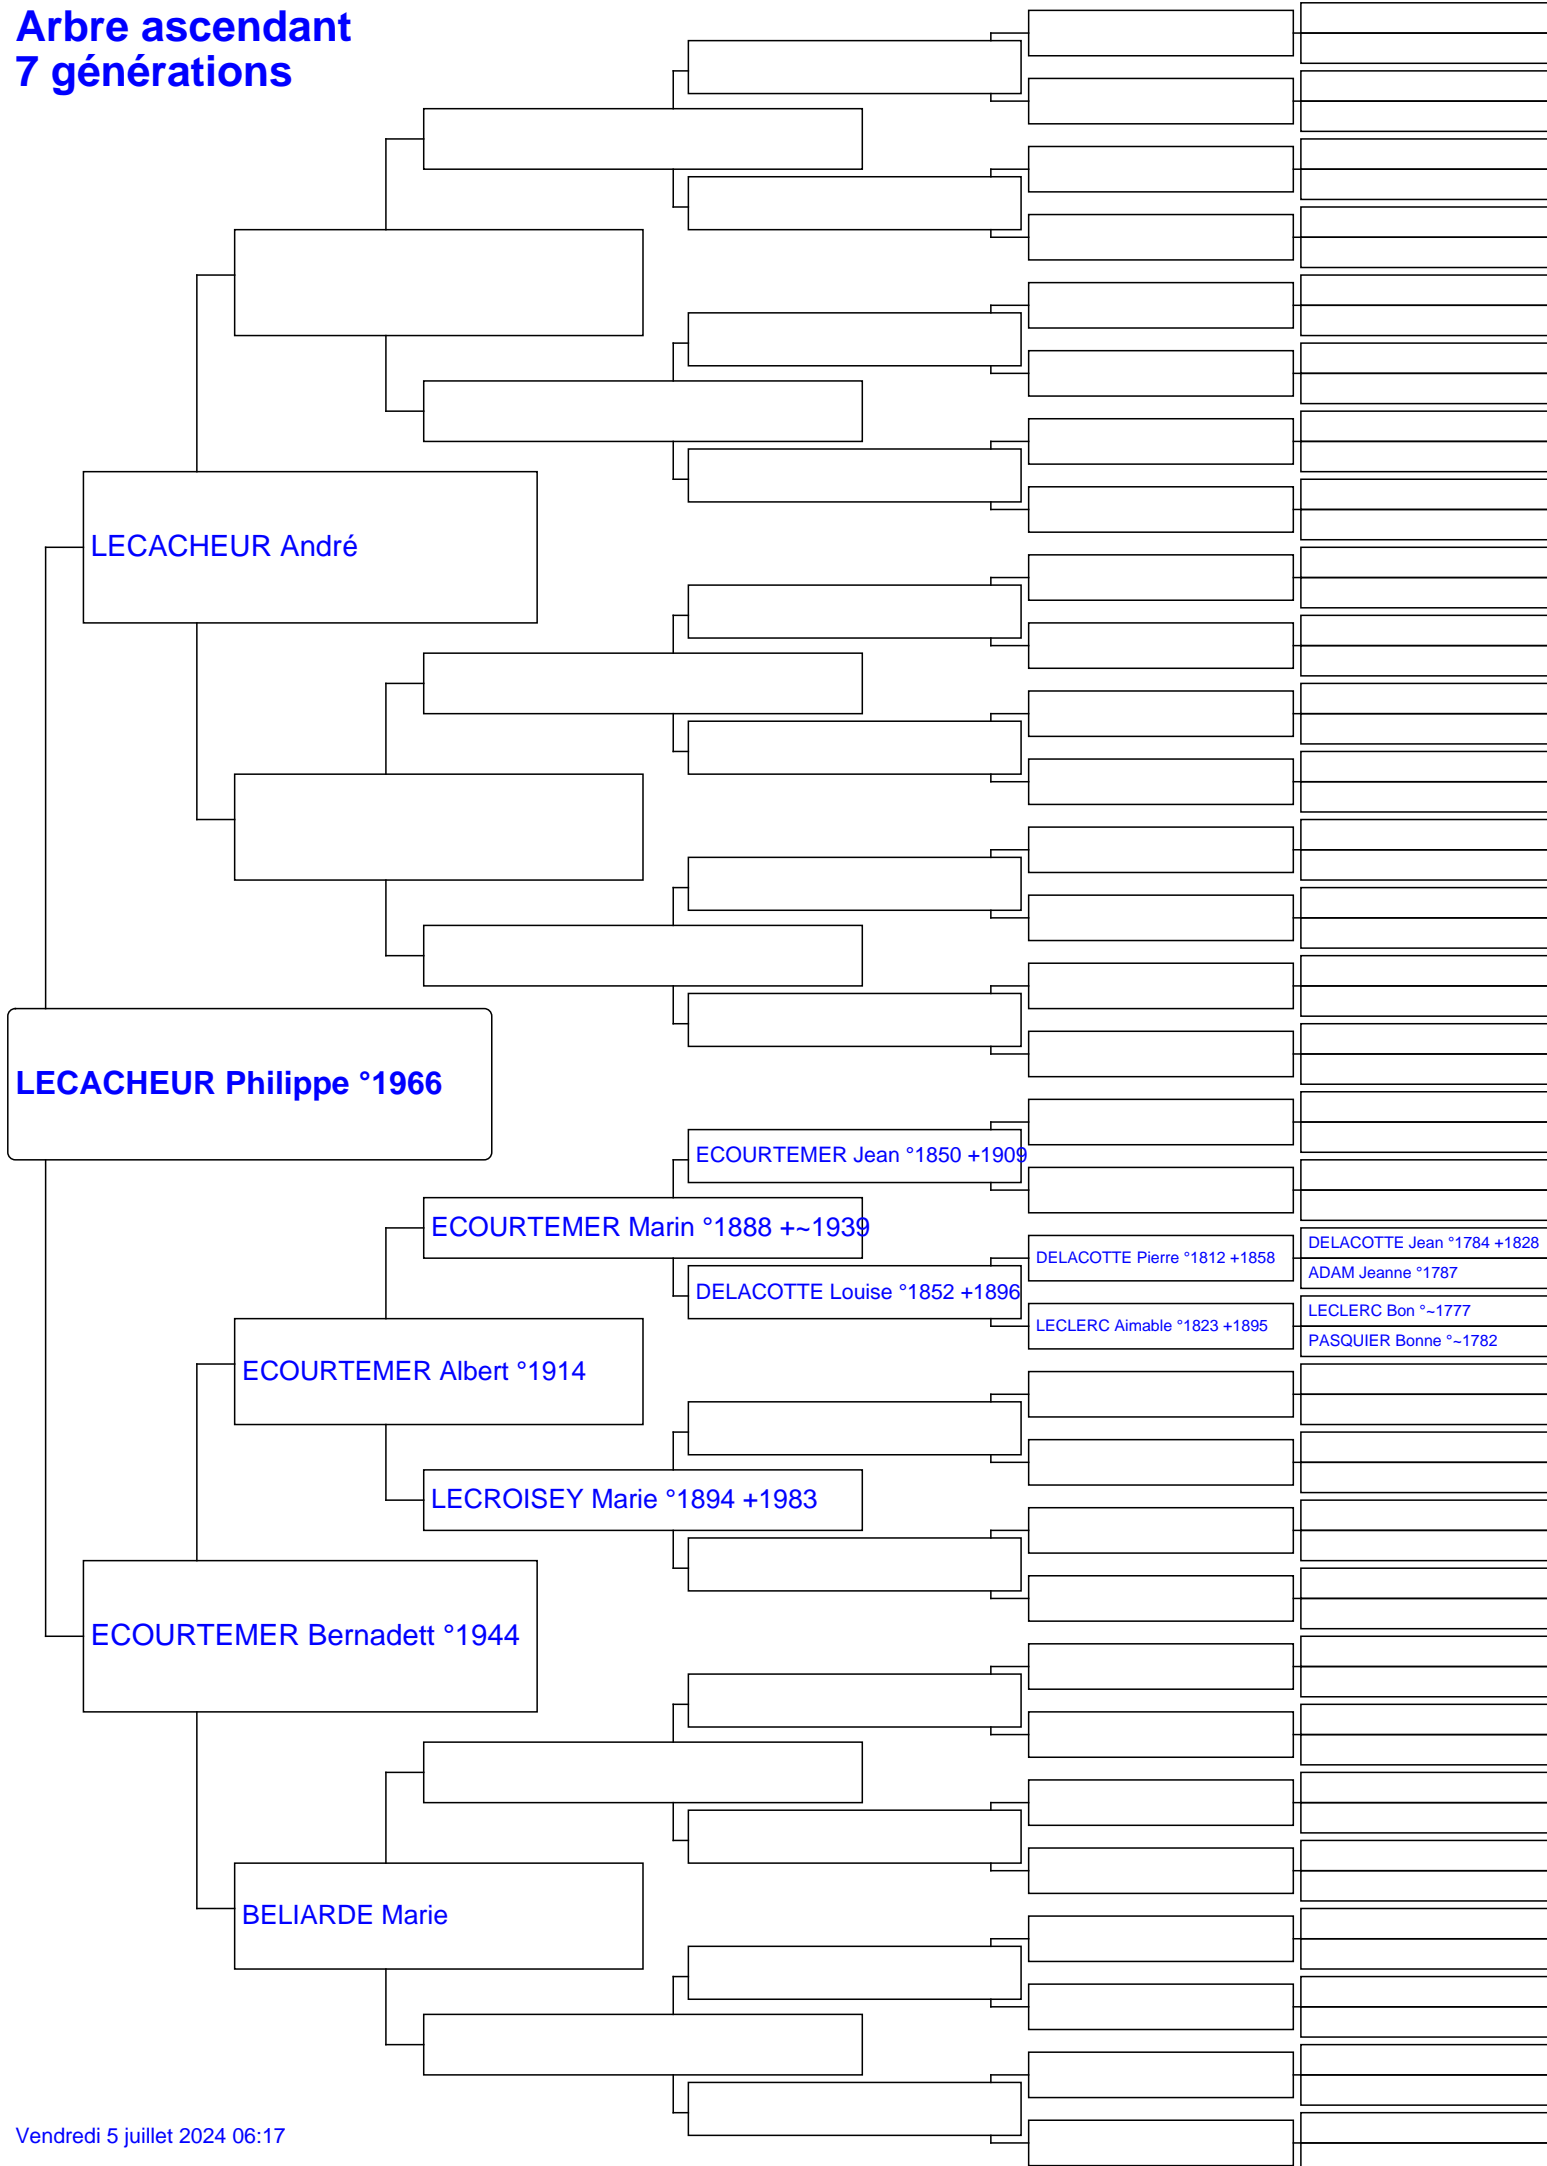 Arbre ascendant
7 générations
LECACHEUR André
LECACHEUR Philippe °1966
ECOURTEMER Jean °1850 +1909
ECOURTEMER Marin °1888 +~1939
DELACOTTE Pierre °1812 +1858
DELACOTTE Jean °1784 +1828
ADAM Jeanne °1787
DELACOTTE Louise °1852 +1896
LECLERC Aimable °1823 +1895
LECLERC Bon °~1777
PASQUIER Bonne °~1782
ECOURTEMER Albert °1914
LECROISEY Marie °1894 +1983
ECOURTEMER Bernadett °1944
BELIARDE Marie
Vendredi 5 juillet 2024 06:17